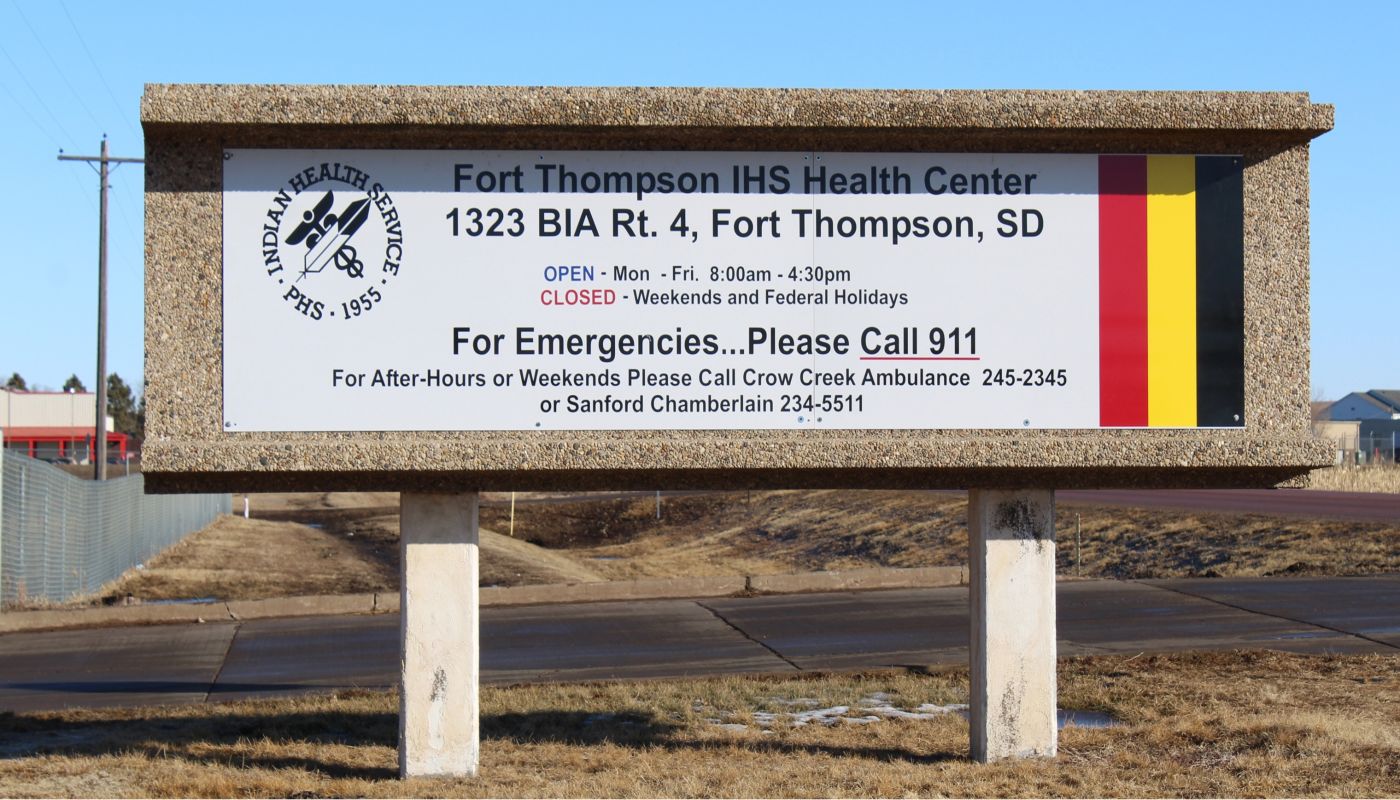 INDIAN HEALTH SERVICE
· PHS · 1955 ·
Fort Thompson IHS Health Center
1323 BIA Rt. 4, Fort Thompson, SD
OPEN - Mon - Fri. 8:00am - 4:30pm
CLOSED - Weekends and Federal Holidays
For Emergencies...Please Call 911
For After-Hours or Weekends Please Call Crow Creek Ambulance 245-2345
or Sanford Chamberlain 234-5511